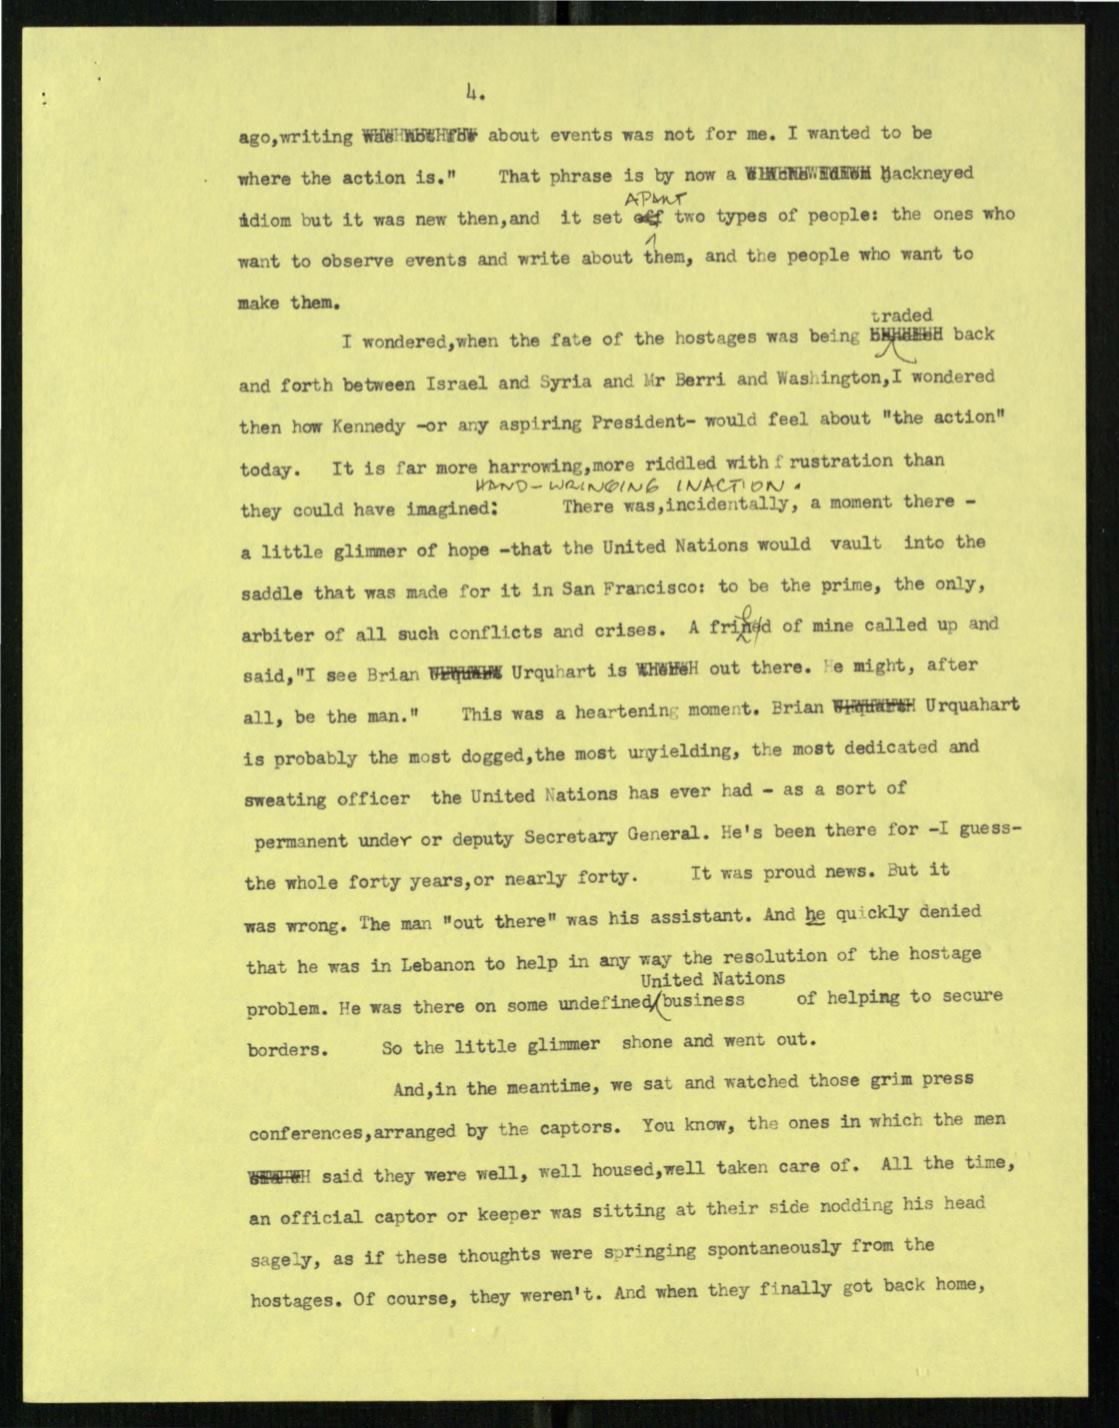 4.
ago,writing about events was not for me. I wanted to be
where the action is." That phrase is by now a hackneyed
APART
idiom but it was new then,and it set off two types of people: the ones who
want to observe events and write about them, and the people who want to
make them.
traded
I wondered,when the fate of the hostages was being back
and forth between Israel and Syria and Mr Berri and Washington,I wondered
then how Kennedy -or any aspiring President- would feel about "the action"
today. It is far more harrowing,more riddled with frustration than
HAND-WRINGING INACTION.
they could have imagined: There was,incidentally, a moment there -
a little glimmer of hope -that the United Nations would vault into the
saddle that was made for it in San Francisco: to be the prime, the only,
arbiter of all such conflicts and crises. A friend of mine called up and
said,"I see Brian Urquhart is out there. He might, after
all, be the man." This was a heartening moment. Brian Urquahart
is probably the most dogged,the most unyielding, the most dedicated and
sweating officer the United Nations has ever had - as a sort of
permanent under or deputy Secretary General. He's been there for -I guess-
the whole forty years,or nearly forty. It was proud news. But it
was wrong. The man "out there" was his assistant. And he quickly denied
that he was in Lebanon to help in any way the resolution of the hostage
United Nations
problem. He was there on some undefined business of helping to secure
borders. So the little glimmer shone and went out.
And,in the meantime, we sat and watched those grim press
conferences,arranged by the captors. You know, the ones in which the men
said they were well, well housed,well taken care of. All the time,
an official captor or keeper was sitting at their side nodding his head
sagely, as if these thoughts were springing spontaneously from the
hostages. Of course, they weren't. And when they finally got back home,